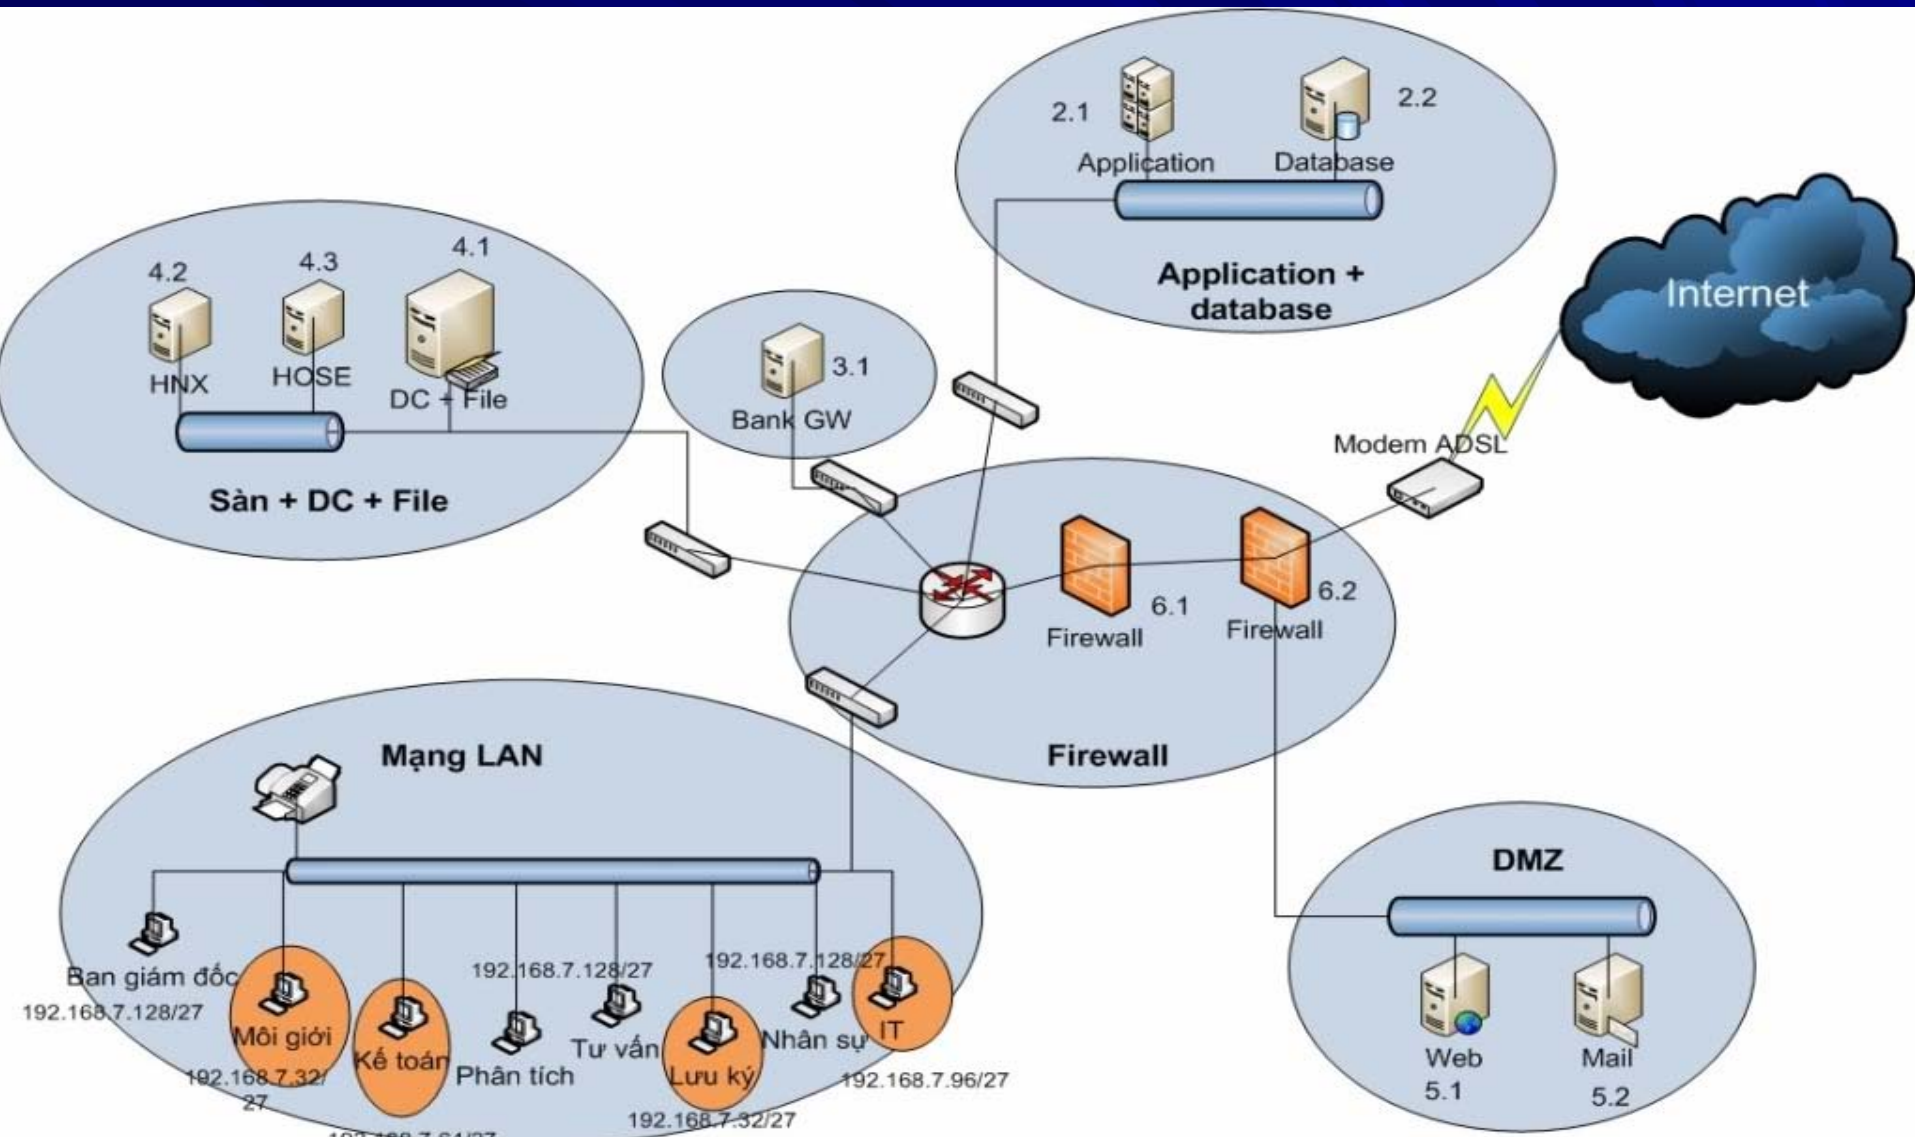 2.1
2.2
Application
Database
Application +
database
Internet
4.2
4.3
4.1
HNX
HOSE
DC + File
Sàn + DC + File
3.1
Bank GW
Modem ADSL
6.1
Firewall
6.2
Firewall
Firewall
Mạng LAN
Ban giám đốc
192.168.7.128/27
Môi giới
192.168.7.32/
27
Kế toán
Phân tích
192.168.7.128/27
Tư vấn
Lưu ký
192.168.7.32/27
192.168.7.128/27
Nhân sự
IT
192.168.7.96/27
DMZ
Web
5.1
Mail
5.2